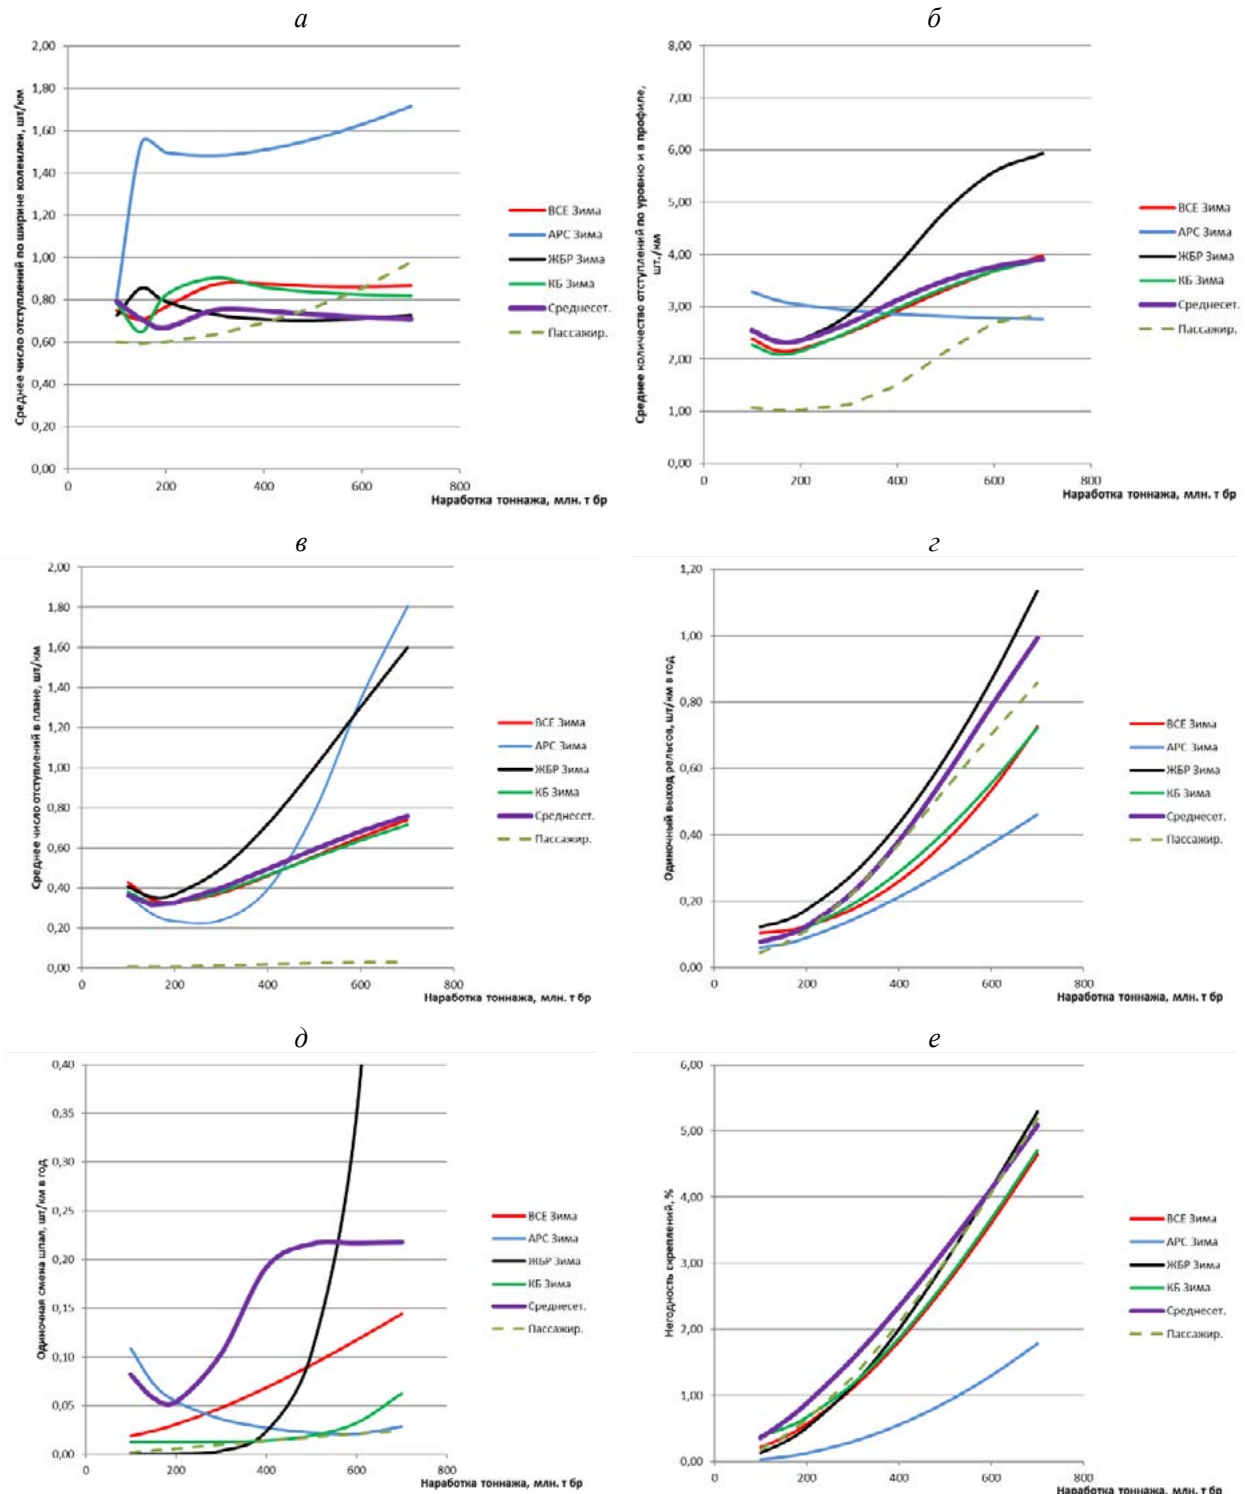 а
Среднее число отступлений по ширине колеилеи, шт/км
2,00
1,80
1,60
1,40
1,20
1,00
0,80
0,60
0,40
0,20
0,00
0 200 400 600 800
Наработка тоннажа, млн. т бр
ВСЕ Зима
АРС Зима
ЖБР Зима
КБ Зима
Среднесет.
Пассажир.
б
Среднее количество отступлений по уровню и в профиле,
шт./км
8,00
7,00
6,00
5,00
4,00
3,00
2,00
1,00
0,00
0 200 400 600 800
Наработка тоннажа, млн. т бр
ВСЕ Зима
АРС Зима
ЖБР Зима
КБ Зима
Среднесет.
Пассажир.
в
Среднее число отступлений в плане, шт/км
2,00
1,80
1,60
1,40
1,20
1,00
0,80
0,60
0,40
0,20
0,00
0 200 400 600 800
Наработка тоннажа, млн. т бр
ВСЕ Зима
АРС Зима
ЖБР Зима
КБ Зима
Среднесет.
Пассажир.
г
Одиночный выход рельсов, шт/км в год
1,20
1,00
0,80
0,60
0,40
0,20
0,00
0 200 400 600 800
Наработка тоннажа, млн. т бр
ВСЕ Зима
АРС Зима
ЖБР Зима
КБ Зима
Среднесет.
Пассажир.
д
Одиночная смена шпал, шт/км в год
0,40
0,35
0,30
0,25
0,20
0,15
0,10
0,05
0,00
0 200 400 600 800
Наработка тоннажа, млн. т бр
ВСЕ Зима
АРС Зима
ЖБР Зима
КБ Зима
Среднесет.
Пассажир.
е
Негодность скреплений, %
6,00
5,00
4,00
3,00
2,00
1,00
0,00
0 200 400 600 800
Наработка тоннажа, млн. т бр
ВСЕ Зима
АРС Зима
ЖБР Зима
КБ Зима
Среднесет.
Пассажир.